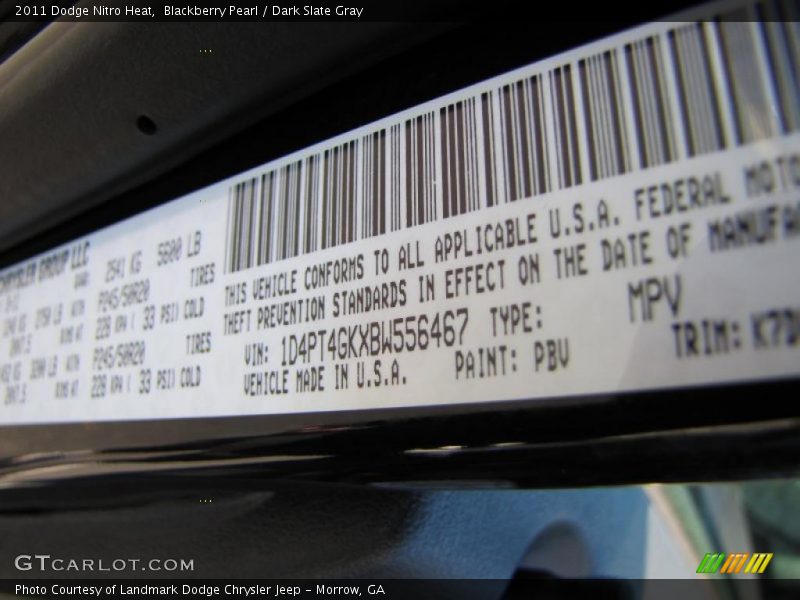 2011 Dodge Nitro Heat, Blackberry Pearl / Dark Slate Gray
CHRYSLER GROUP LLC
2541 KG 5600 LB
TIRES
P245/50R20
228 KPA ( 33 PSI) COLD
TIRES
P245/50R20
228 KPA ( 33 PSI) COLD
THIS VEHICLE CONFORMS TO ALL APPLICABLE U.S.A. FEDERAL MOTO
THEFT PREVENTION STANDARDS IN EFFECT ON THE DATE OF MANUFA
VIN: 1D4PT4GKXBW556467 TYPE: MPV
VEHICLE MADE IN U.S.A. PAINT: PBV TRIM:
GTCARLOT.COM
Photo Courtesy of Landmark Dodge Chrysler Jeep - Morrow, GA